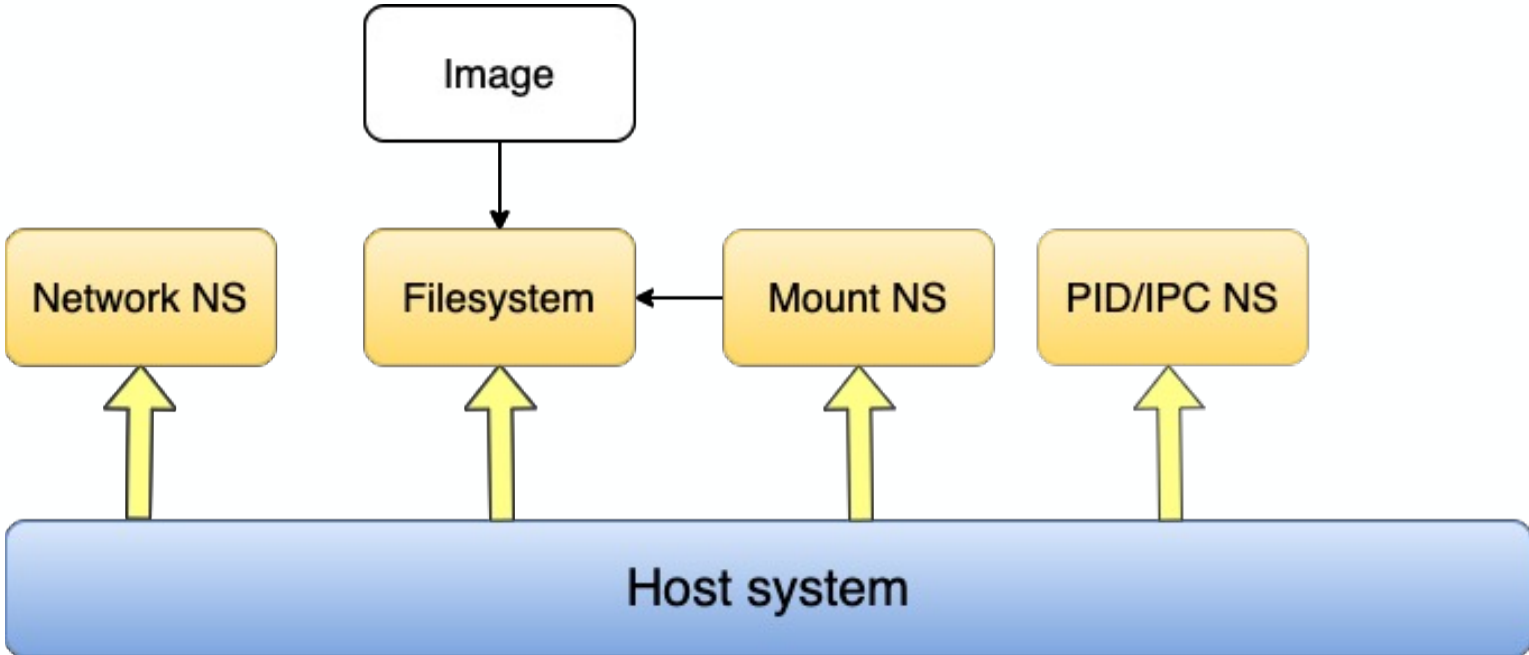 Image
Network NS
Filesystem
Mount NS
PID/IPC NS
Host system